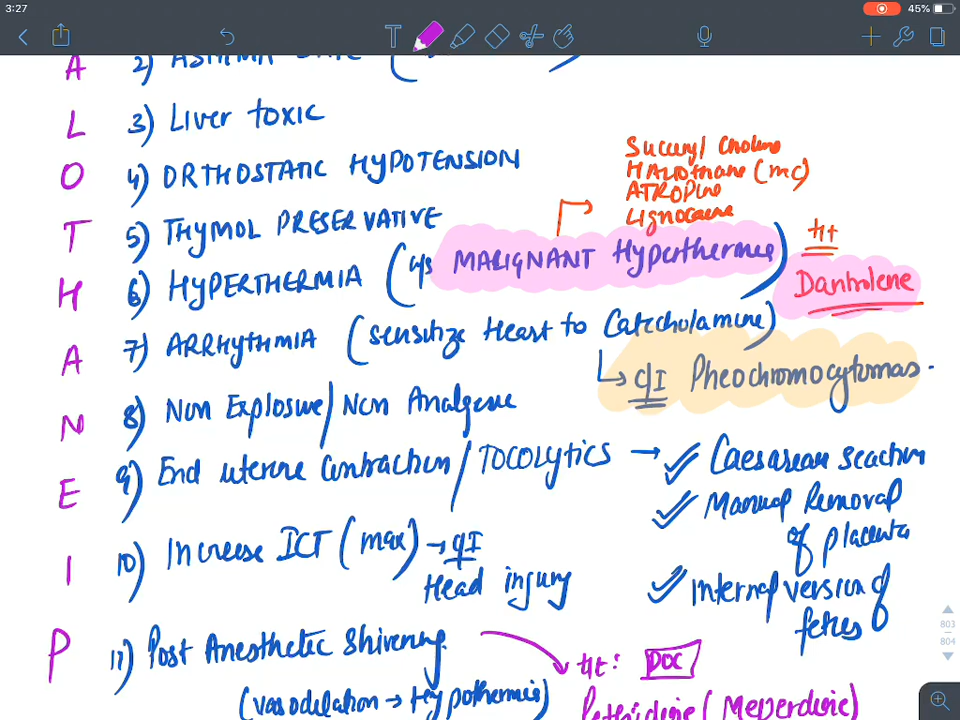 3:27
45%
T
A 2) ASTHMA
L 3) Liver toxic
O 4) ORTHOSTATIC HYPOTENSION
Succinyl choline
HALOTHANE (mc)
ATROPINE
Lignocaine
T 5) THYMOL PRESERVATIVE
H 6) HYPERTHERMIA ( c/s MALIGNANT Hyperthermia )
tt
Dantrolene
A 7) ARRHYTHMIA (sensitize Heart to Catecholamine)
→ CI Pheochromocytomas.
N 8) Non Explosive/Non Analgesic
E 9) End uterine Contraction / TOCOLYTICS → ✓ Caesarean section
✓ Manual Removal
of placenta
✓ Internal version of
fetus
I 10) Increase ICT (max) → CI
Head injury
P 11) Post Anesthetic Shivering
(vasodilation → Hypothermia)
tt: DOC
Pethidine (Meperdine)
803
804